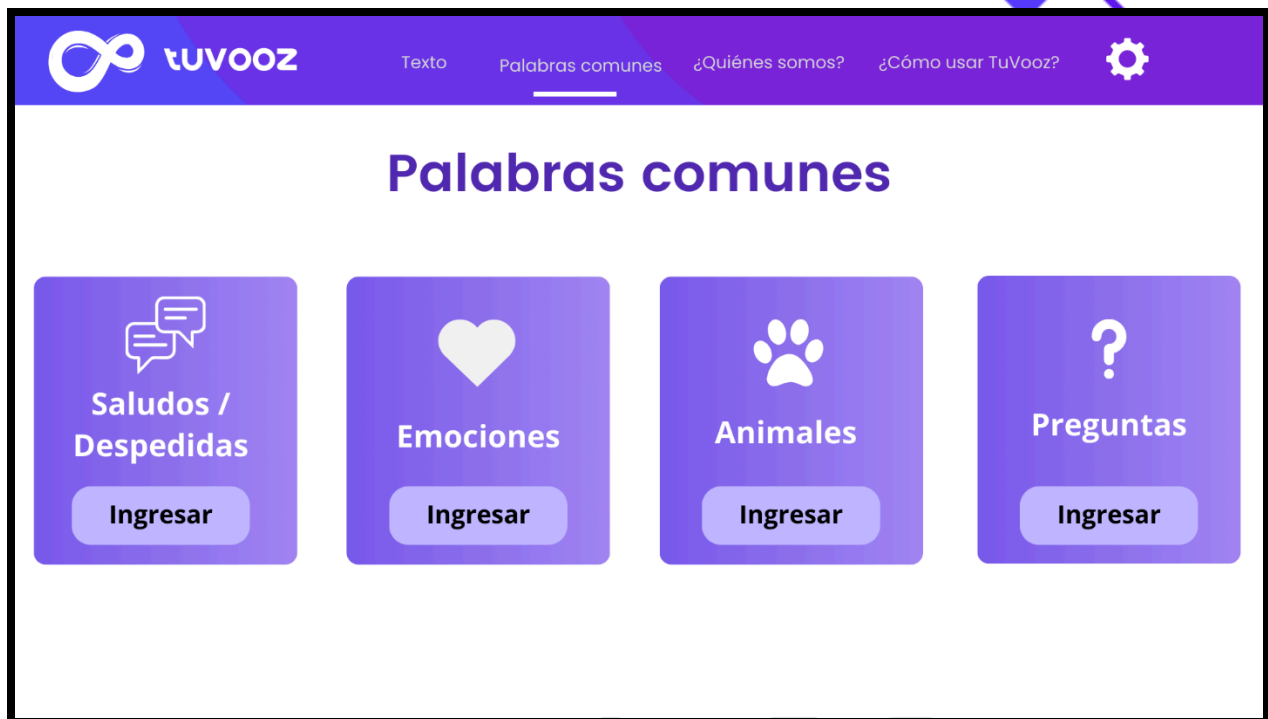 tuvooz
Texto
Palabras comunes
¿Quiénes somos?
¿Cómo usar TuVooz?
Palabras comunes
Saludos /
Despedidas
Ingresar
Emociones
Ingresar
Animales
Ingresar
Preguntas
Ingresar